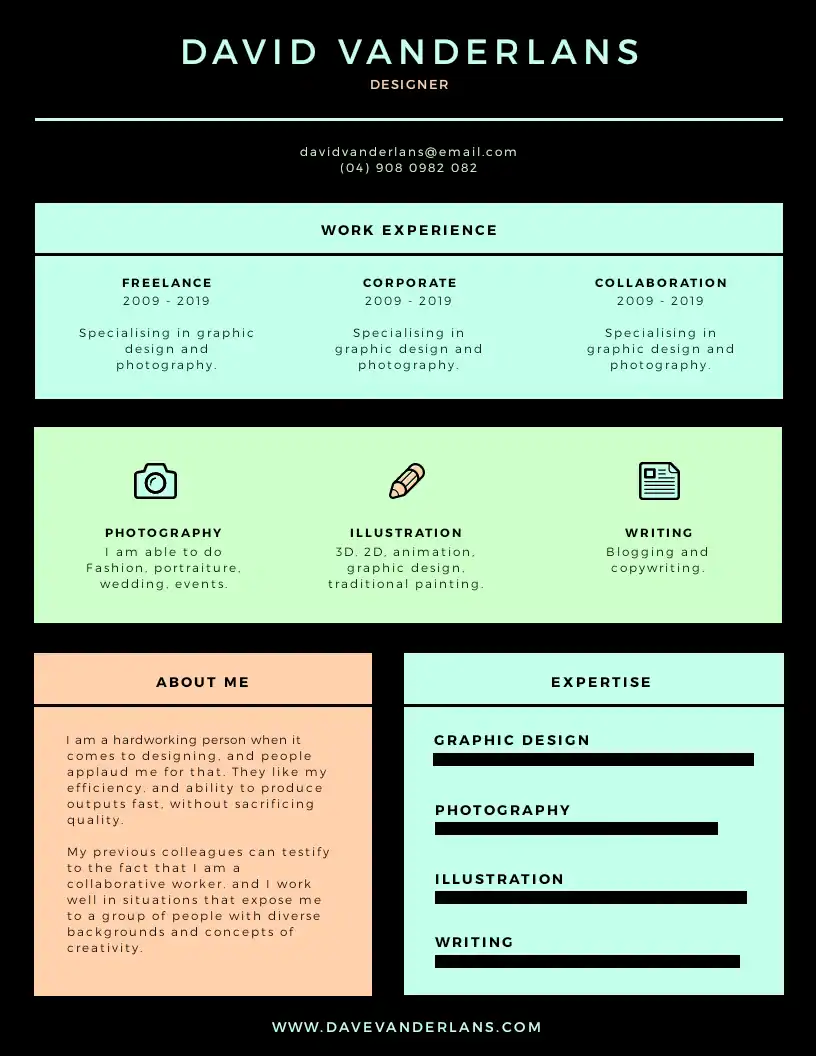 DAVID VANDERLANS
DESIGNER
davidvanderlans@email.com
(04) 908 0982 082
WORK EXPERIENCE
FREELANCE
2009 - 2019
Specialising in graphic
design and
photography.
CORPORATE
2009 - 2019
Specialising in
graphic design and
photography.
COLLABORATION
2009 - 2019
Specialising in
graphic design and
photography.
PHOTOGRAPHY
I am able to do
Fashion, portraiture,
wedding, events.
ILLUSTRATION
3D. 2D, animation,
graphic design,
traditional painting.
WRITING
Blogging and
copywriting.
ABOUT ME
I am a hardworking person when it
comes to designing, and people
applaud me for that. They like my
efficiency, and ability to produce
outputs fast, without sacrificing
quality.
My previous colleagues can testify
to the fact that I am a
collaborative worker, and I work
well in situations that expose me
to a group of people with diverse
backgrounds and concepts of
creativity.
EXPERTISE
GRAPHIC DESIGN
PHOTOGRAPHY
ILLUSTRATION
WRITING
WWW.DAVEVANDERLANS.COM